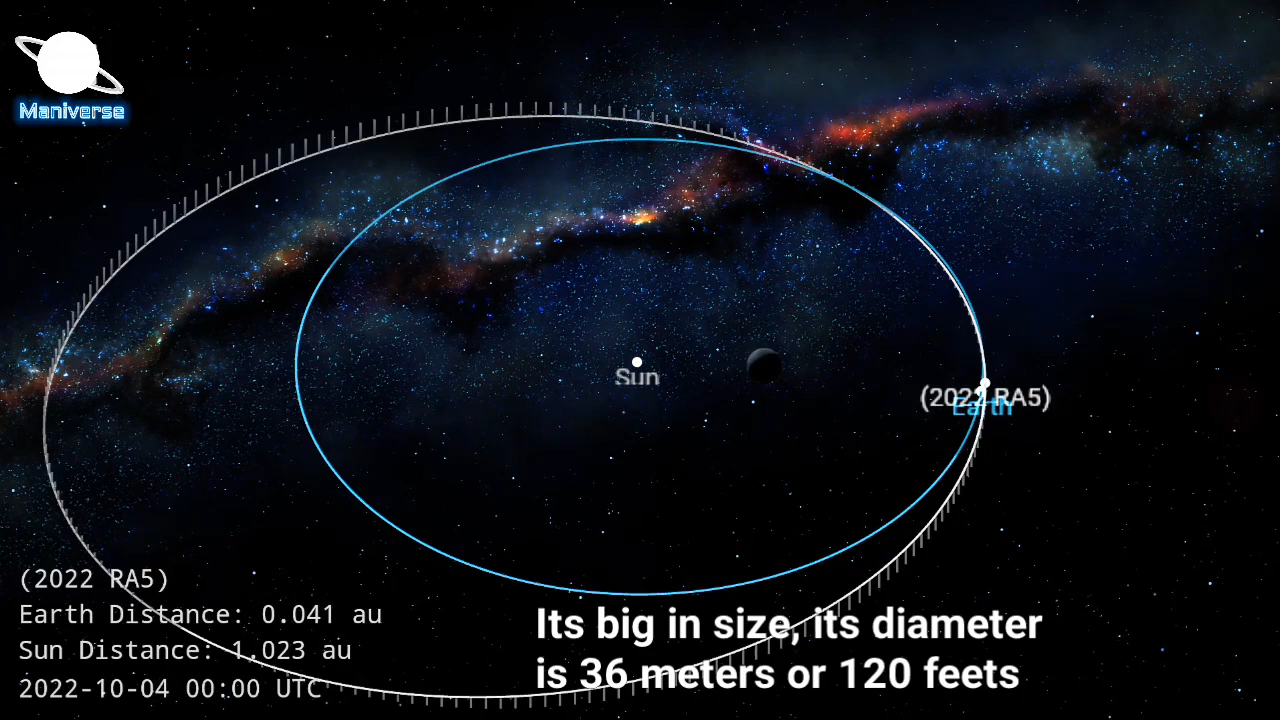 Maniverse
Sun
(2022 RA5)
Earth
(2022 RA5)
Earth Distance: 0.041 au
Sun Distance: 1.023 au
2022-10-04 00:00 UTC
Its big in size, its diameter
is 36 meters or 120 feets